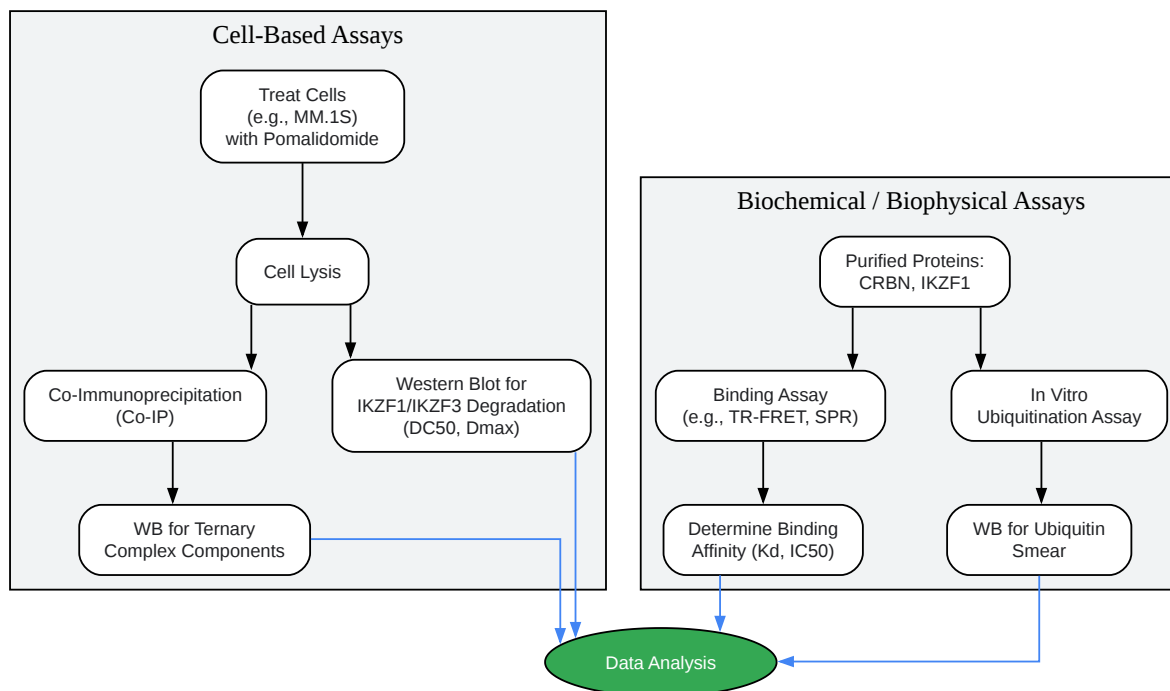 Cell-Based Assays
Treat Cells
(e.g., MM.1S)
with Pomalidomide
Cell Lysis
Co-Immunoprecipitation
(Co-IP)
Western Blot for
IKZF1/IKZF3 Degradation
(DC50, Dmax)
WB for Ternary
Complex Components
Biochemical / Biophysical Assays
Purified Proteins:
CRBN, IKZF1
Binding Assay
(e.g., TR-FRET, SPR)
In Vitro
Ubiquitination Assay
Determine Binding
Affinity (Kd, IC50)
WB for Ubiquitin
Smear
Data Analysis